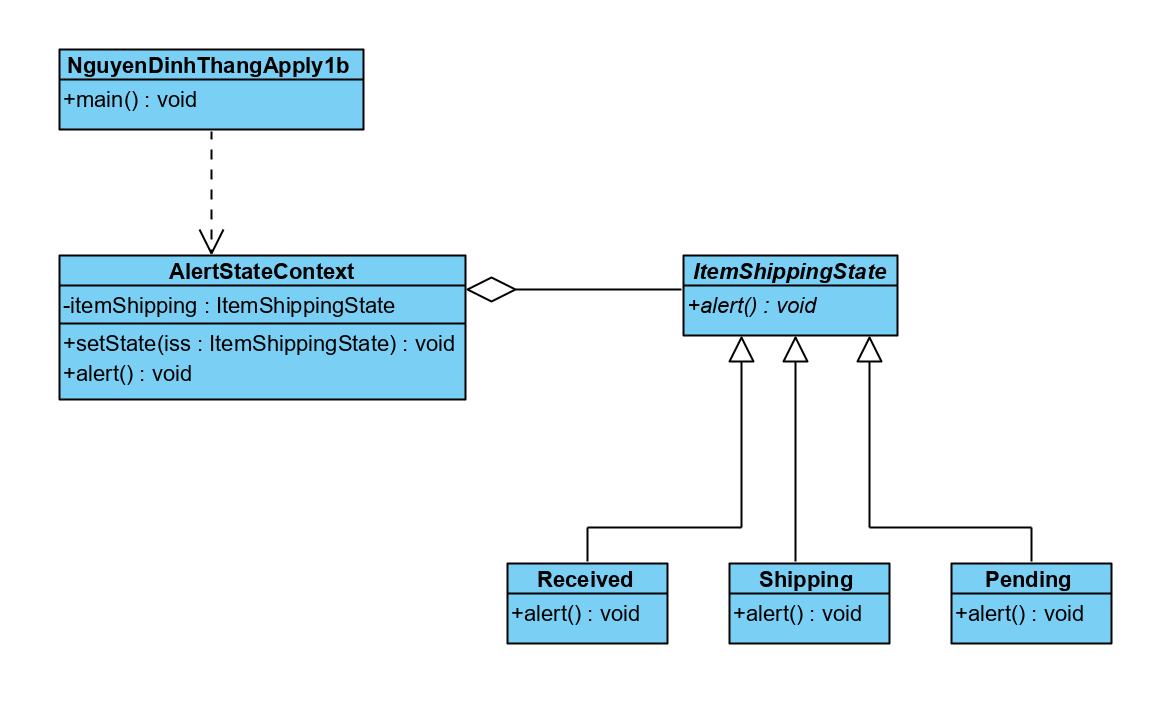 NguyenDinhThangApply1b
+main() : void
AlertStateContext
-itemShipping : ItemShippingState
+setState(iss : ItemShippingState) : void
+alert() : void
ItemShippingState
+alert() : void
Received
+alert() : void
Shipping
+alert() : void
Pending
+alert() : void